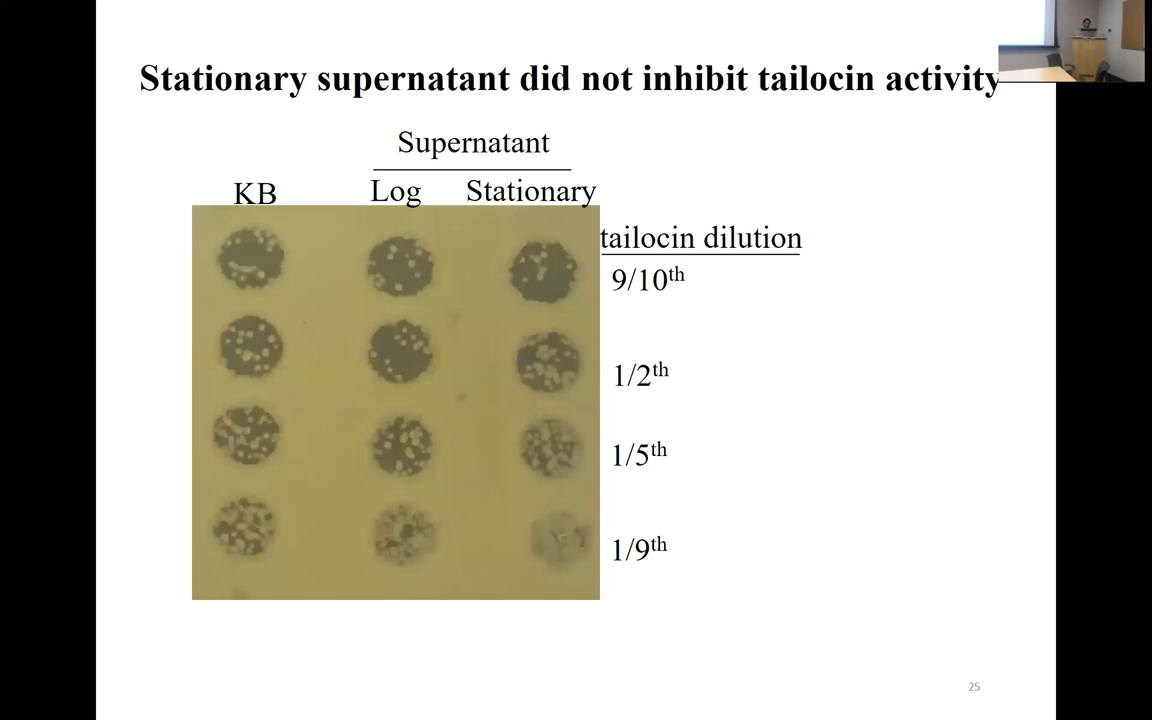 Stationary supernatant did not inhibit tailocin activity
Supernatant
KB Log Stationary
tailocin dilution
9/10th
1/2th
1/5th
1/9th
25